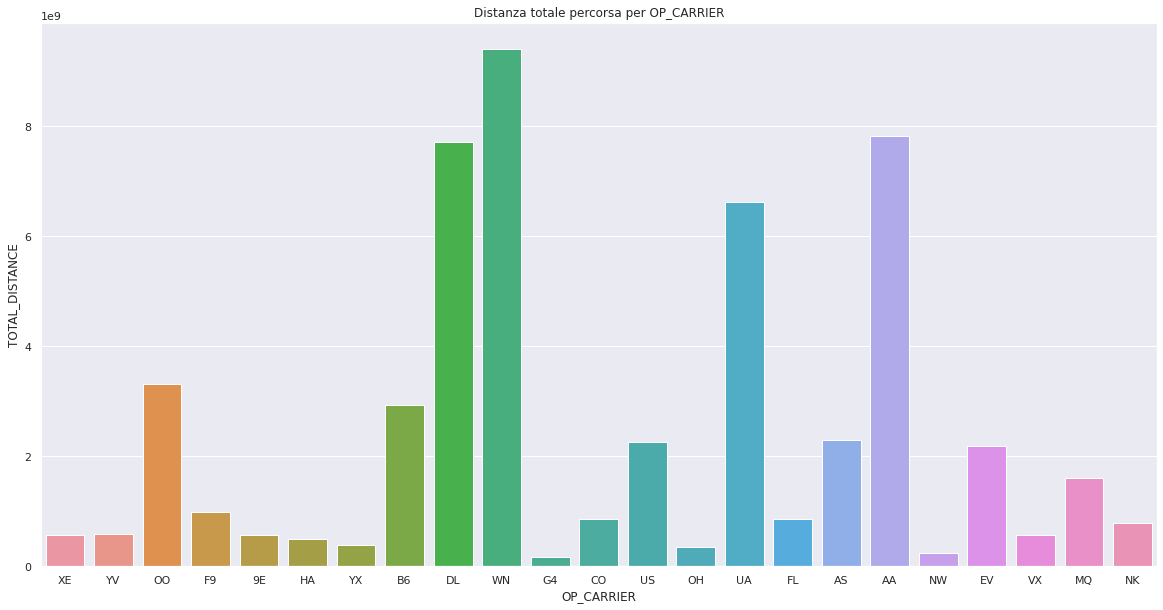 Distanza totale percorsa per OP_CARRIER
1e9
8
6
4
2
0
TOTAL_DISTANCE
XE YV OO F9 9E HA YX B6 DL WN G4 CO US OH UA FL AS AA NW EV VX MQ NK
OP_CARRIER